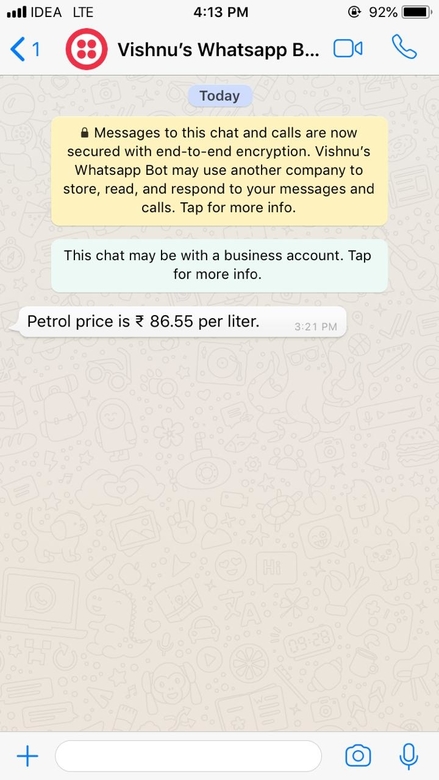 IDEA LTE 4:13 PM 92%
1 Vishnu’s Whatsapp B...
Today
Messages to this chat and calls are now
secured with end-to-end encryption. Vishnu’s
Whatsapp Bot may use another company to
store, read, and respond to your messages and
calls. Tap for more info.
This chat may be with a business account. Tap
for more info.
Petrol price is ₹ 86.55 per liter. 3:21 PM
Hi
09:28